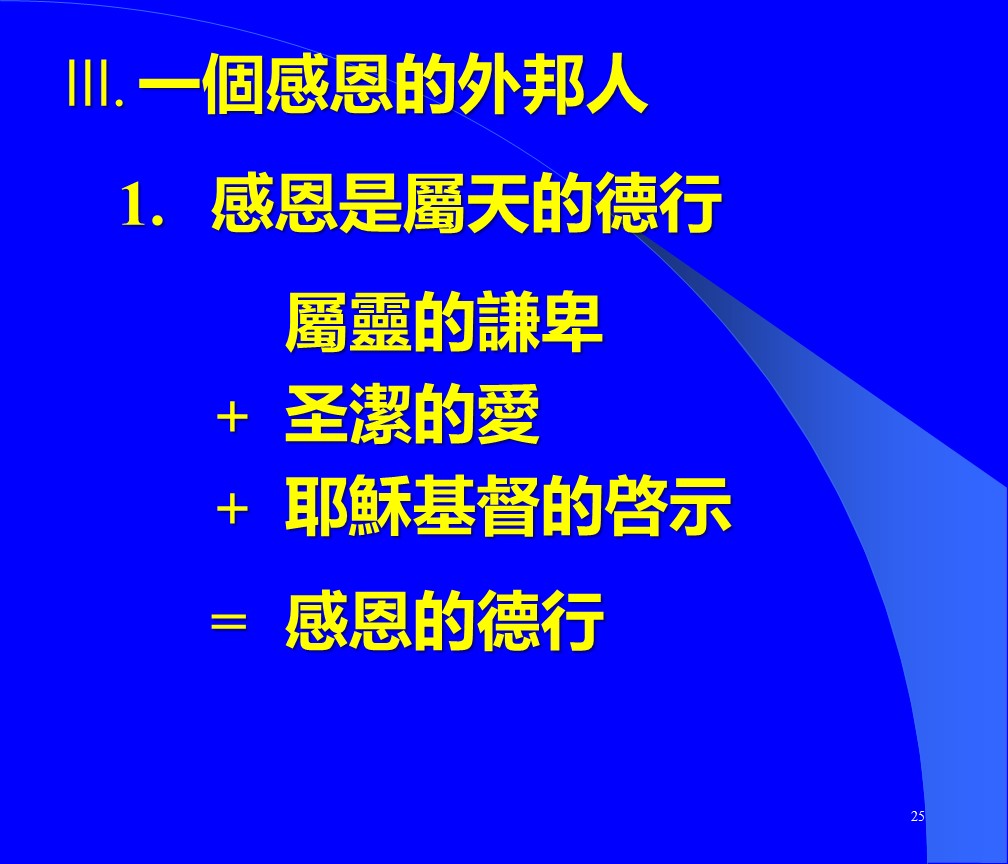 III. 一個感恩的外邦人
1. 感恩是屬天的德行
屬靈的謙卑
+ 圣潔的愛
+ 耶穌基督的啓示
= 感恩的德行
25